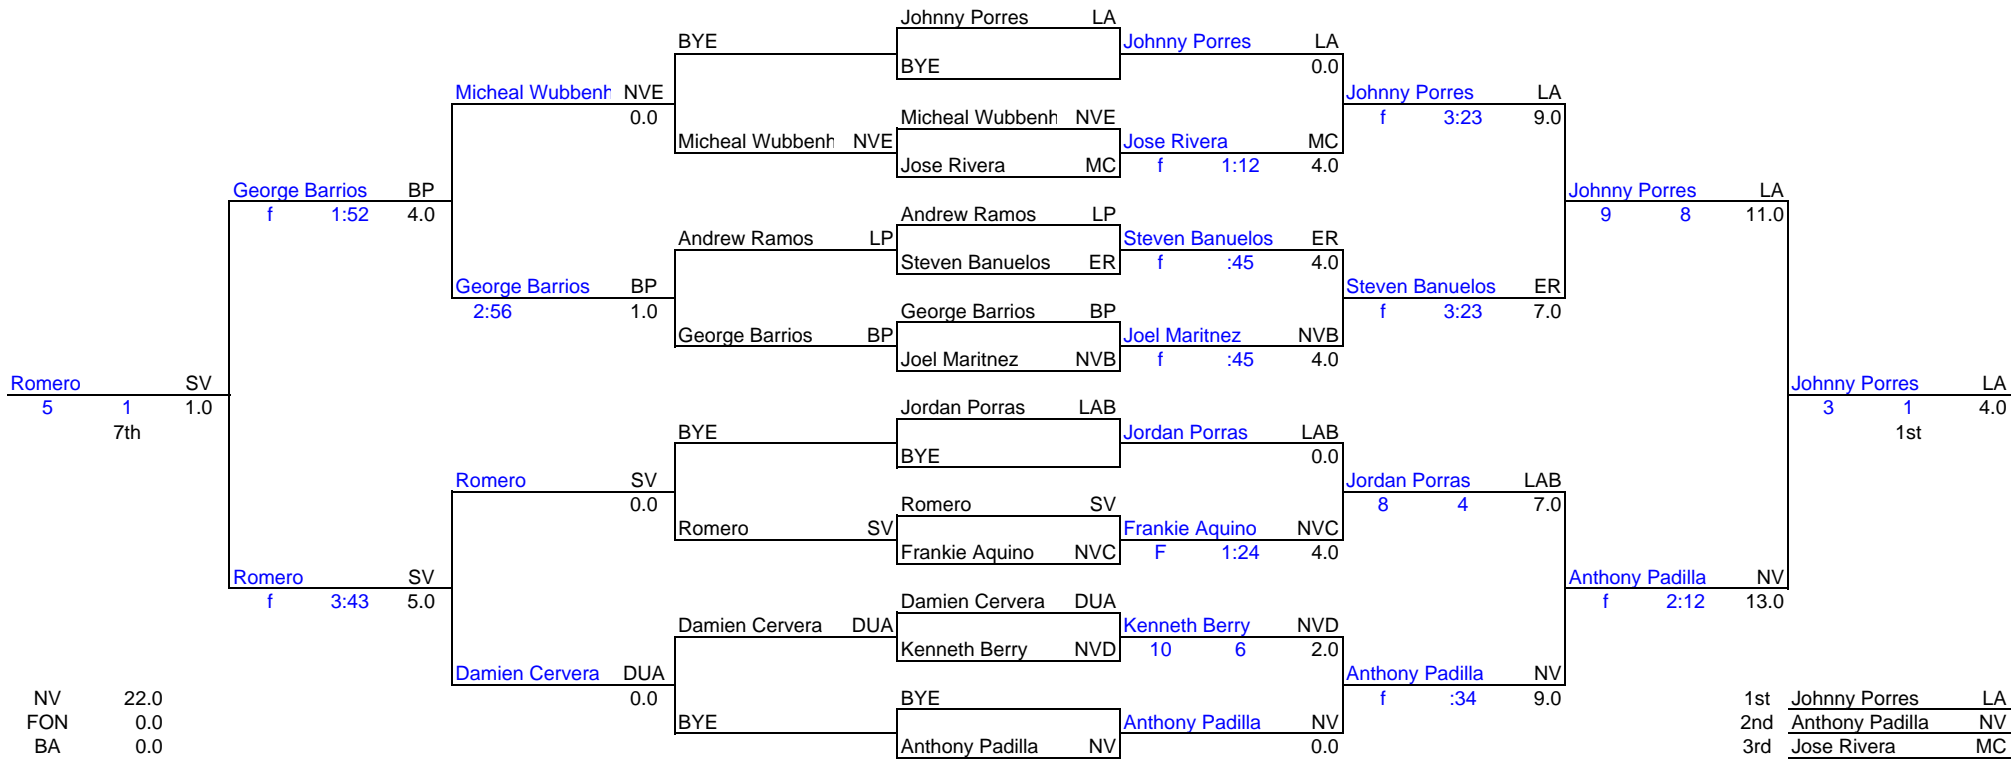 Johnny Porres LA
BYE Johnny Porres LA
BYE 0.0
Micheal Wubbenh NVE Johnny Porres LA
0.0 Micheal Wubbenh NVE f 3:23 9.0
Micheal Wubbenh NVE Jose Rivera MC
Jose Rivera MC f 1:12 4.0
George Barrios BP Johnny Porres LA
f 1:52 4.0 Andrew Ramos LP 9 8 11.0
Andrew Ramos LP Steven Banuelos ER
Steven Banuelos ER f :45 4.0
George Barrios BP Steven Banuelos ER
2:56 1.0 George Barrios BP f 3:23 7.0
George Barrios BP Joel Maritnez NVB
Joel Maritnez NVB f :45 4.0
Romero SV Johnny Porres LA
5 1 1.0 Jordan Porras LAB 3 1 4.0
7th BYE Jordan Porras LAB 1st
BYE 0.0
Romero SV Jordan Porras LAB
0.0 Romero SV 8 4 7.0
Romero SV Frankie Aquino NVC
Frankie Aquino NVC F 1:24 4.0
Romero SV Anthony Padilla NV
f 3:43 5.0 Damien Cervera DUA f 2:12 13.0
Damien Cervera DUA Kenneth Berry NVD
Kenneth Berry NVD 10 6 2.0
Damien Cervera DUA Anthony Padilla NV
NV 22.0 0.0 BYE f :34 9.0 1st Johnny Porres LA
FON 0.0 BYE Anthony Padilla NV 2nd Anthony Padilla NV
BA 0.0 Anthony Padilla NV 0.0 3rd Jose Rivera MC